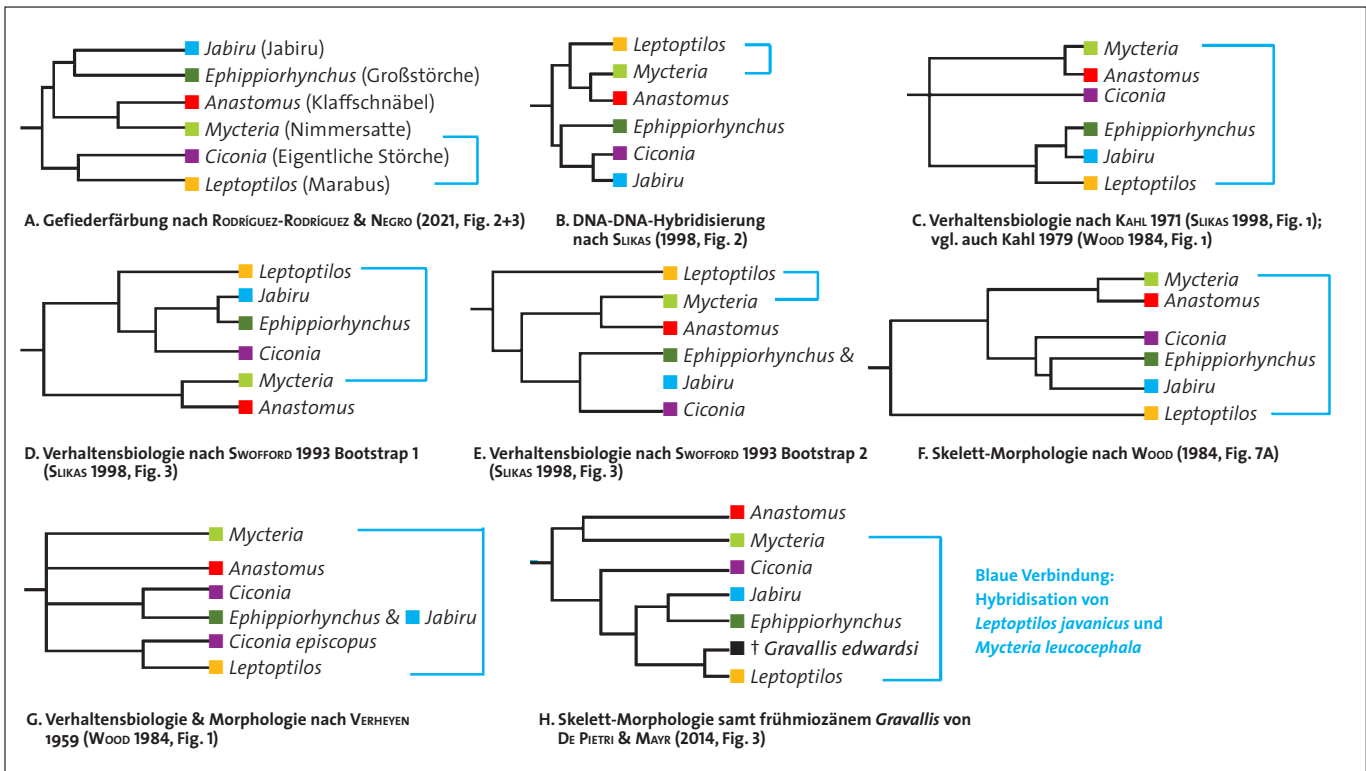 Jabiru (Jabiru)
Ephippiorhynchus (Großstörche)
Anastomus (Klaffschnäbel)
Mycteria (Nimmersatte)
Ciconia (Eigentliche Störche)
Leptoptilos (Marabus)
A. Gefiederfärbung nach RODRÍGUEZ-RODRÍGUEZ & NEGRO (2021, Fig. 2+3)
Leptoptilos
Mycteria
Anastomus
Ephippiorhynchus
Ciconia
Jabiru
B. DNA-DNA-Hybridisierung
nach SLIKAS (1998, Fig. 2)
Mycteria
Anastomus
Ciconia
Ephippiorhynchus
Jabiru
Leptoptilos
C. Verhaltensbiologie nach KAHL 1971 (SLIKAS 1998, Fig. 1);
vgl. auch Kahl 1979 (WOOD 1984, Fig. 1)
Leptoptilos
Jabiru
Ephippiorhynchus
Ciconia
Mycteria
Anastomus
D. Verhaltensbiologie nach SWOFFORD 1993 Bootstrap 1
(SLIKAS 1998, Fig. 3)
Leptoptilos
Mycteria
Anastomus
Ephippiorhynchus &
Jabiru
Ciconia
E. Verhaltensbiologie nach SWOFFORD 1993 Bootstrap 2
(SLIKAS 1998, Fig. 3)
Mycteria
Anastomus
Ciconia
Ephippiorhynchus
Jabiru
Leptoptilos
F. Skelett-Morphologie nach WOOD (1984, Fig. 7A)
Mycteria
Anastomus
Ciconia
Ephippiorhynchus & Jabiru
Ciconia episcopus
Leptoptilos
G. Verhaltensbiologie & Morphologie nach VERHEYEN
1959 (WOOD 1984, Fig. 1)
Anastomus
Mycteria
Ciconia
Jabiru
Ephippiorhynchus
† Gravallis edwardsi
Leptoptilos
H. Skelett-Morphologie samt frühmiozänem Gravallis von
DE PIETRI & MAYR (2014, Fig. 3)
Blaue Verbindung:
Hybridisation von
Leptoptilos javanicus und
Mycteria leucocephala